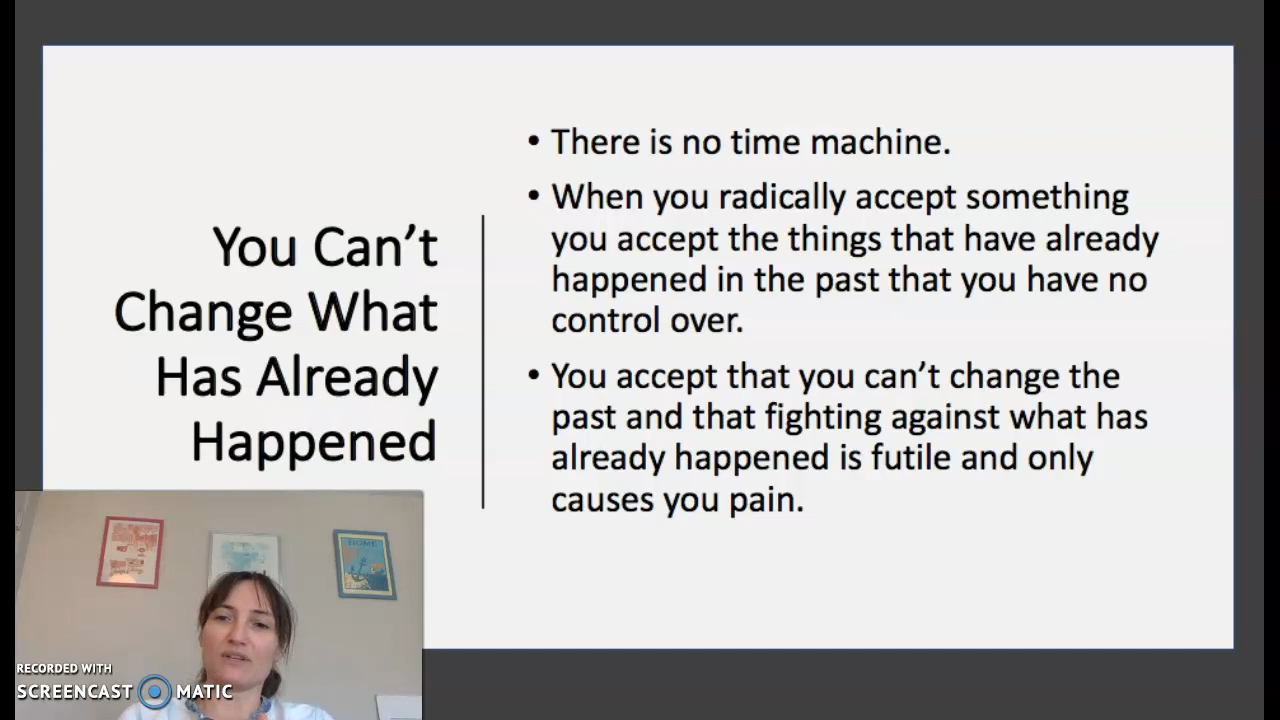 You Can’t
Change What
Has Already
Happened
• There is no time machine.
• When you radically accept something
you accept the things that have already
happened in the past that you have no
control over.
• You accept that you can’t change the
past and that fighting against what has
already happened is futile and only
causes you pain.
HOME
RECORDED WITH
SCREENCAST MATIC